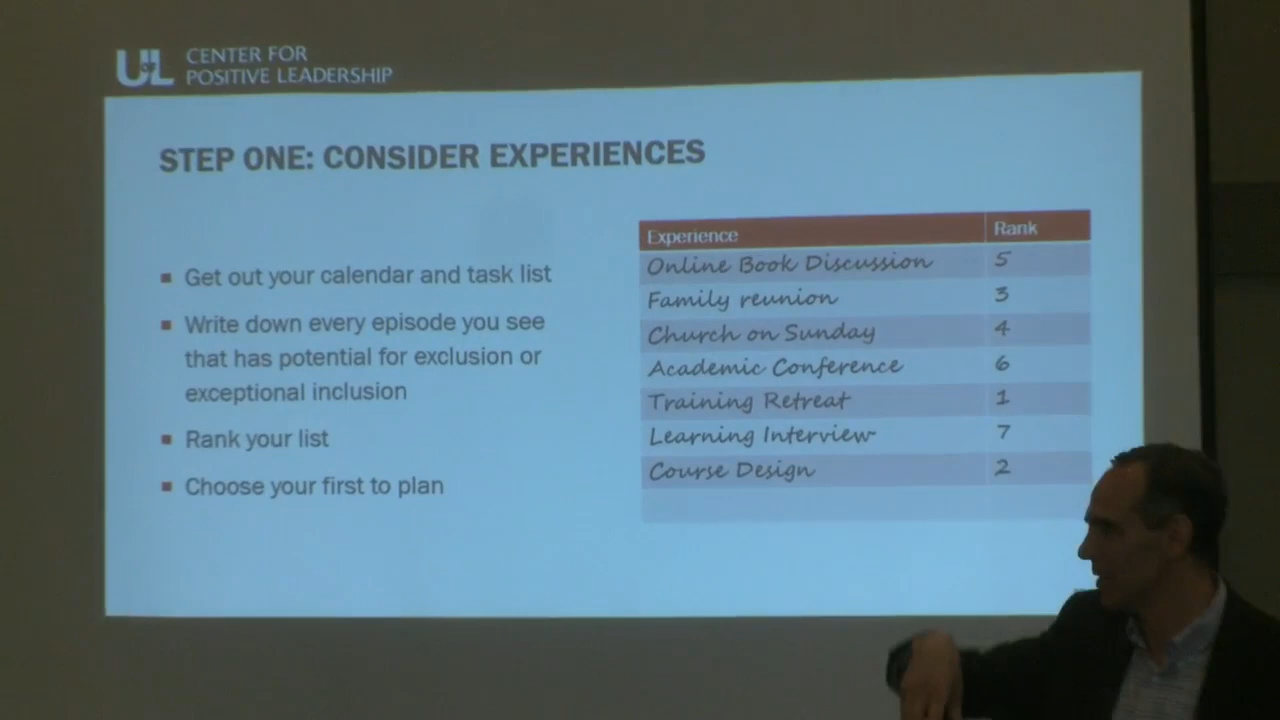 UofL CENTER FOR
POSITIVE LEADERSHIP
STEP ONE: CONSIDER EXPERIENCES
▪ Get out your calendar and task list
▪ Write down every episode you see
that has potential for exclusion or
exceptional inclusion
▪ Rank your list
▪ Choose your first to plan
Experience Rank
Online Book Discussion 5
Family reunion 3
Church on Sunday 4
Academic Conference 6
Training Retreat 1
Learning Interview 7
Course Design 2